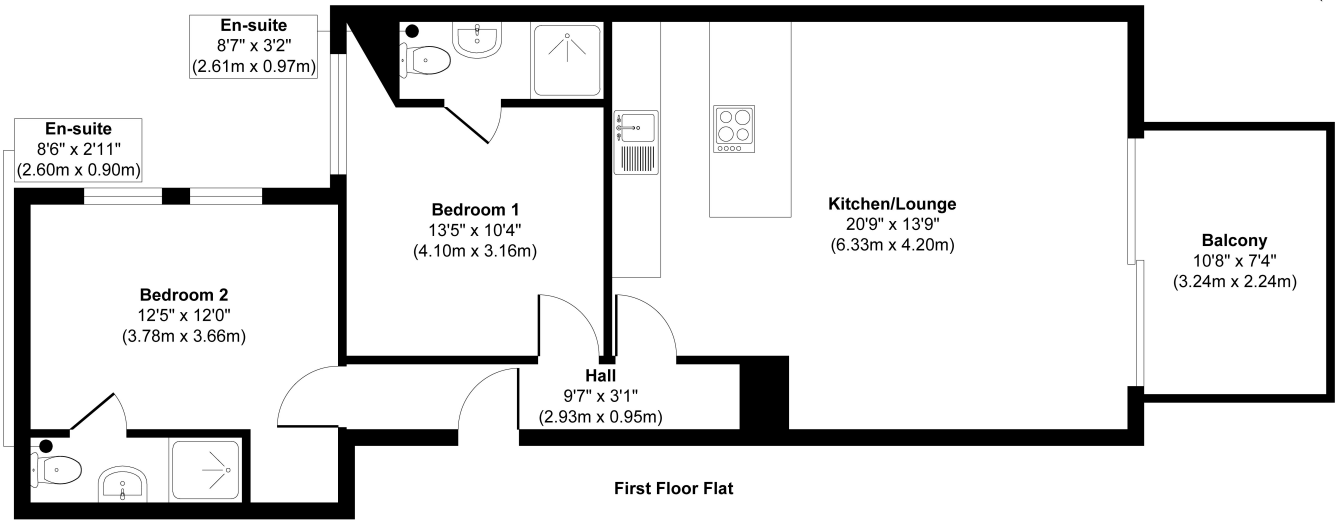 En-suite
8'7" x 3'2"
(2.61m x 0.97m)
En-suite
8'6" x 2'11"
(2.60m x 0.90m)
Bedroom 1
13'5" x 10'4"
(4.10m x 3.16m)
Kitchen/Lounge
20'9" x 13'9"
(6.33m x 4.20m)
Balcony
10'8" x 7'4"
(3.24m x 2.24m)
Bedroom 2
12'5" x 12'0"
(3.78m x 3.66m)
Hall
9'7" x 3'1"
(2.93m x 0.95m)
First Floor Flat